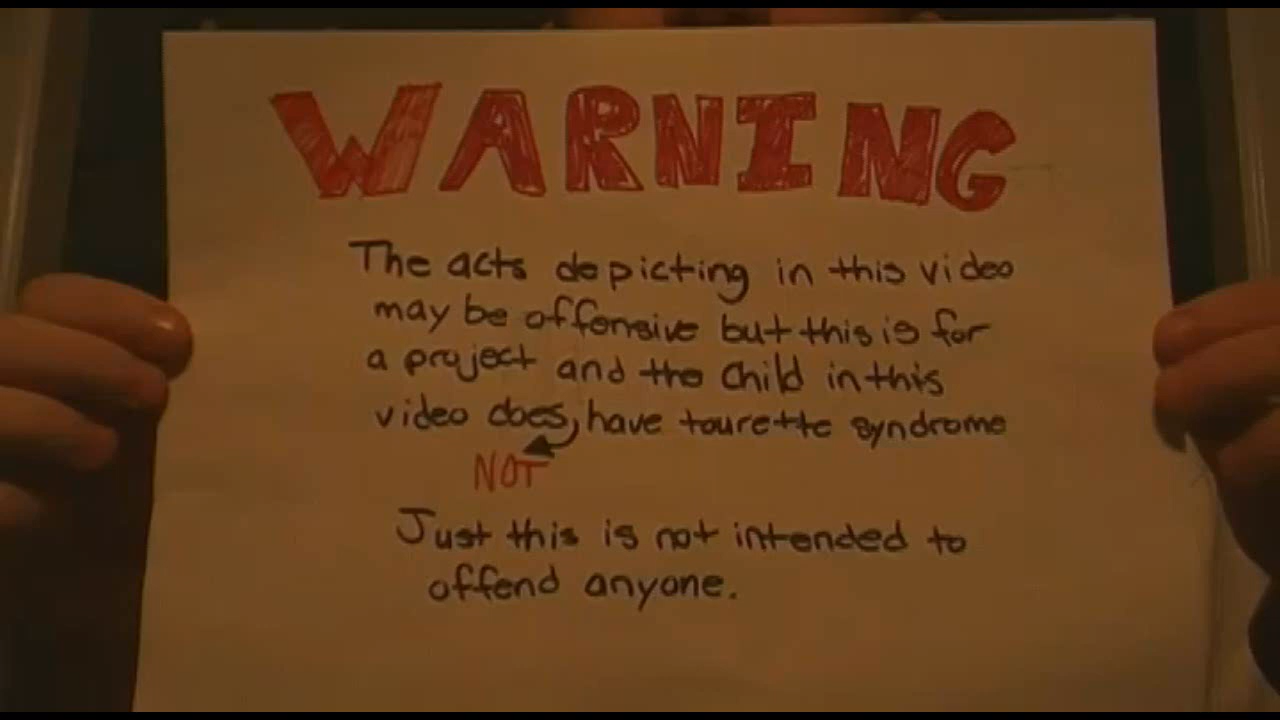 WARNING
The acts depicting in this video
may be offensive but this is for
a project and the child in this
video does, have tourette syndrome
NOT
Just this is not intended to
offend anyone.